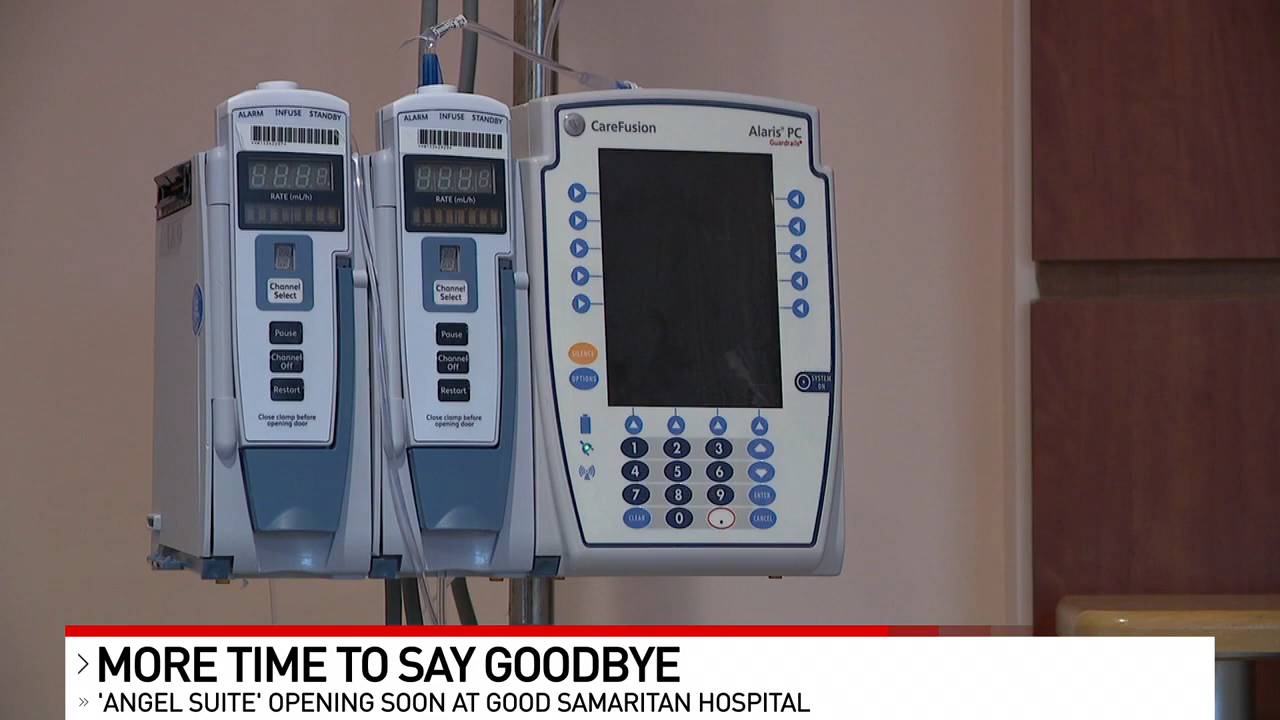 ALARM INFUSE STANDBY
RATE (mL/h)
Channel
Select
Pause
Channel
Off
Restart
Close clamp before
opening door
ALARM INFUSE STANDBY
RATE (mL/h)
Channel
Select
Pause
Channel
Off
Restart
Close clamp before
opening door
CareFusion
Alaris® PC
Guardrails®
SILENCE
OPTIONS
SYSTEM
ON
1 2 3
4 5 6
7 8 9 ENTER
CLEAR 0 . CANCEL
MORE TIME TO SAY GOODBYE
'ANGEL SUITE' OPENING SOON AT GOOD SAMARITAN HOSPITAL